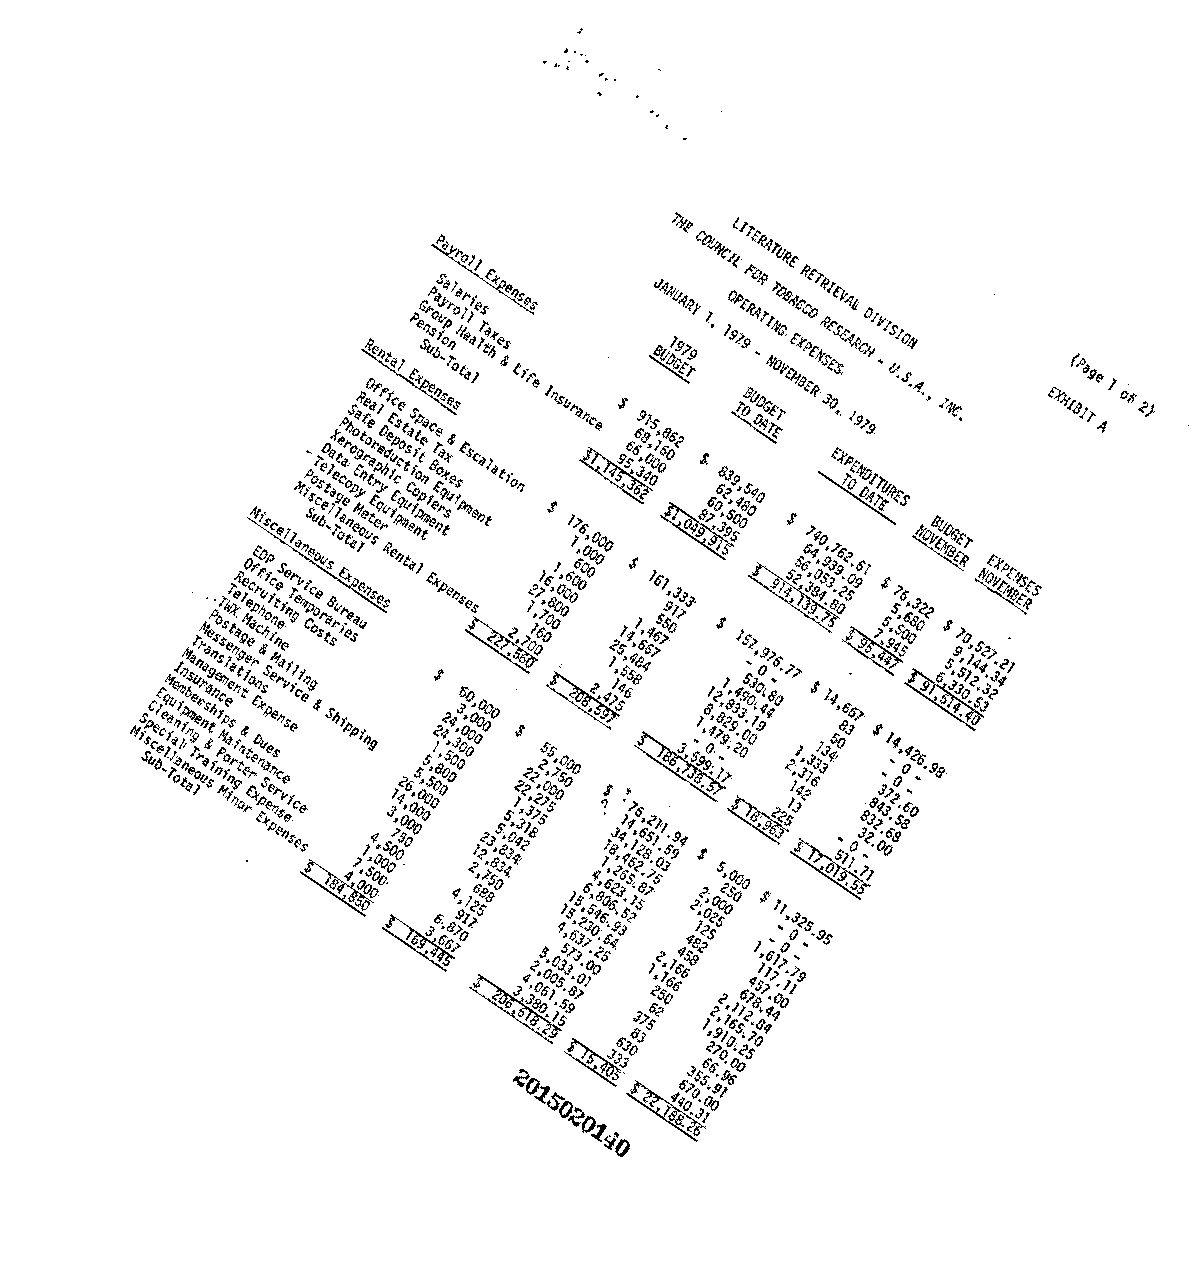 LITERATURE RETRIEVAL DIVISION
THE COUNCIL FOR TOBACCO RESEARCH - U.S.A., INC.
(Page 1 of 2)
OPERATING EXPENSES
EXHIBIT A
JANUARY 1, 1979 - NOVEMBER 30, 1979
1979 BUDGET EXPENDITURES BUDGET EXPENSES
BUDGET TO DATE TO DATE NOVEMBER NOVEMBER
Payroll Expenses
Salaries $ 915,862 $ 839,540 $ 740,762.61 $ 76,322 $ 70,527.21
Payroll Taxes 68,160 62,480 64,939.09 5,680 9,144.34
Group Health & Life Insurance 66,000 60,500 56,053.25 5,500 5,512.32
Pension 95,340 87,395 52,384.80 7,945 6,330.53
Sub-Total $1,145,362 $1,049,915 $ 914,139.75 $ 95,447 $ 91,514.40
Rental Expenses
Office Space & Escalation $ 176,000 $ 161,333 $ 157,976.77 $ 14,667 $ 14,426.98
Real Estate Tax 1,000 917 - 0 - 83 - 0 -
Safe Deposit Boxes 600 550 530.80 50 - 0 -
Photoreduction Equipment 1,600 1,467 1,490.44 134 372.60
Xerographic Copiers 16,000 14,667 12,833.19 1,333 843.58
Data Entry Equipment 27,800 25,484 8,829.00 2,316 832.68
Telecopy Equipment 1,700 1,558 1,479.20 142 32.00
Postage Meter 160 146 - 0 - 13 - 0 -
Miscellaneous Rental Expenses 2,700 2,475 3,599.17 225 511.71
Sub-Total $ 227,560 $ 208,597 $ 186,738.57 $ 18,963 $ 17,019.55
Miscellaneous Expenses
EDP Service Bureau $ 60,000 $ 55,000 $ 76,211.94 $ 5,000 $ 11,325.95
Office Temporaries 3,000 2,750 14,651.59 250 - 0 -
Recruiting Costs 24,000 22,000 34,128.03 2,000 - 0 -
Telephone 24,300 22,275 18,462.75 2,025 1,617.79
TWX Machine 1,500 1,375 1,265.87 125 117.11
Postage & Mailing 5,800 5,318 4,623.15 482 457.00
Messenger Service & Shipping 5,500 5,042 6,806.52 458 678.44
Translations 26,000 23,834 15,546.93 2,166 2,112.84
Management Expense 14,000 12,834 15,230.64 1,166 2,165.70
Insurance 3,000 2,750 4,637.25 250 1,910.25
Memberships & Dues 750 688 573.00 62 270.00
Equipment Maintenance 4,500 4,125 5,033.01 375 66.96
Cleaning & Porter Service 1,000 917 2,005.87 83 355.91
Special Training Expense 7,500 6,870 4,061.59 630 670.00
Miscellaneous Minor Expenses 4,000 3,667 3,380.15 333 440.31
Sub-Total $ 184,850 $ 169,445 $ 206,618.29 $ 15,405 $ 22,188.26
2015020140